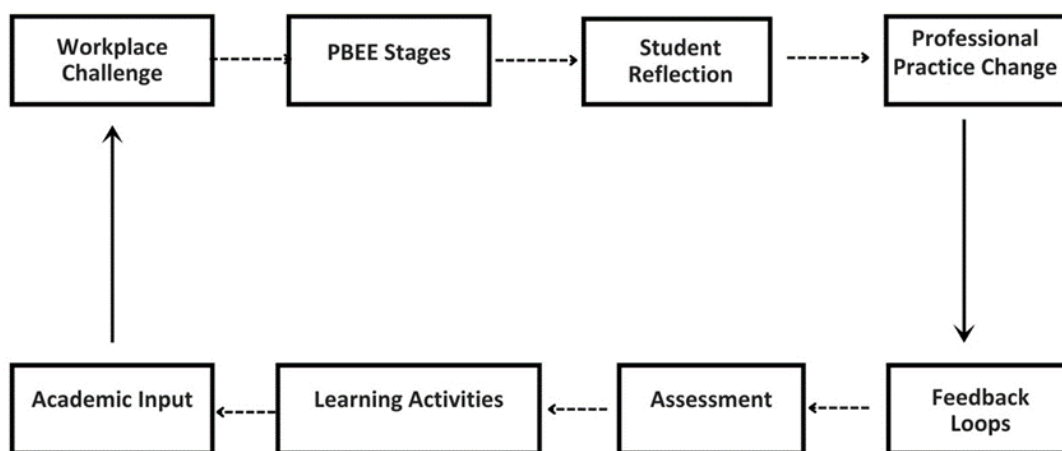 Workplace
Challenge
PBEE Stages
Student
Reflection
Professional
Practice Change
Academic Input
Learning Activities
Assessment
Feedback
Loops